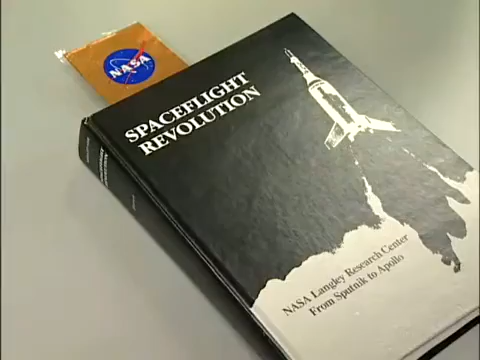 NASA
SPACEFLIGHT
REVOLUTION
NASA Langley Research Center
From Sputnik to Apollo